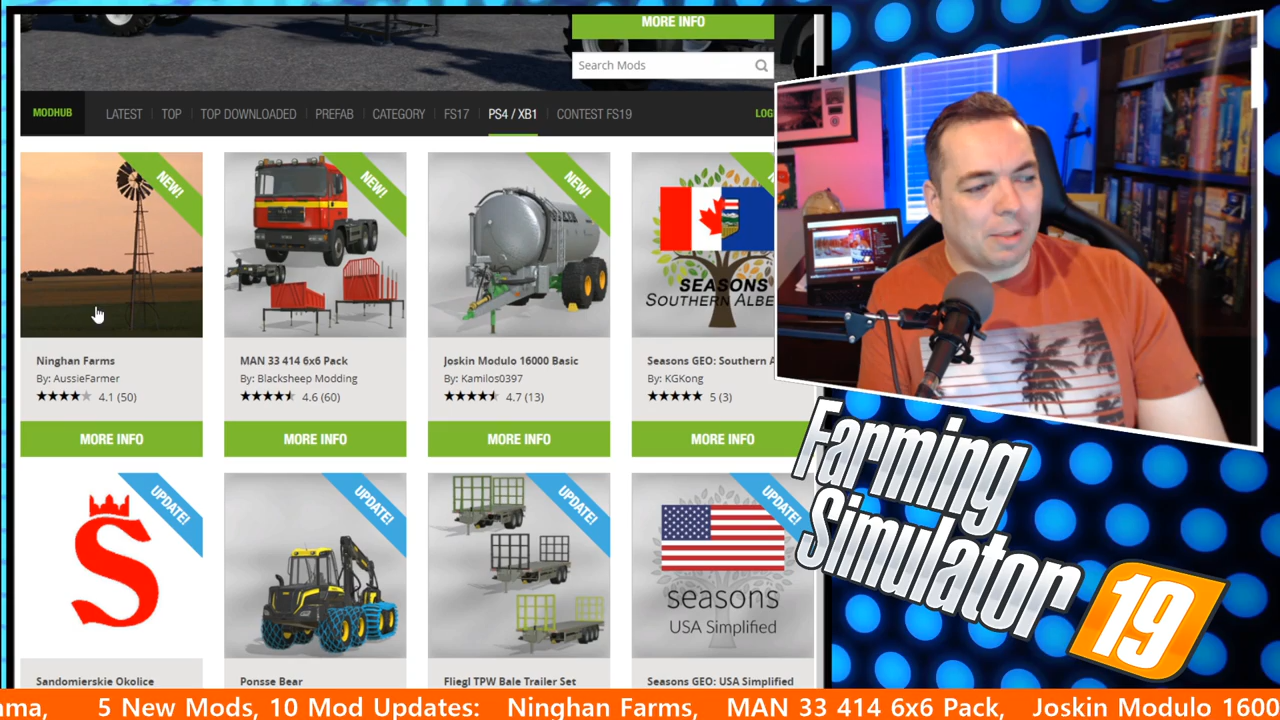 MORE INFO
Search Mods
MODHUB LATEST TOP TOP DOWNLOADED PREFAB CATEGORY FS17 PS4 / XB1 CONTEST FS19 LOG
NEW!
NEW!
NEW!
SEASONS
SOUTHERN ALBE
Ninghan Farms
By: AussieFarmer
4.1 (50)
MORE INFO
MAN 33 414 6x6 Pack
By: Blacksheep Modding
4.6 (60)
MORE INFO
Joskin Modulo 16000 Basic
By: Kamilos0397
4.7 (13)
MORE INFO
Seasons GEO: Southern A
By: KGKong
5 (3)
MORE INFO
UPDATE!
S
Sandomierskie Okolice
UPDATE!
Ponsse Bear
UPDATE!
Fliegl TPW Bale Trailer Set
UPDATE!
seasons
USA Simplified
Seasons GEO: USA Simplified
Farming
Simulator
19
ama, 5 New Mods, 10 Mod Updates: Ninghan Farms, MAN 33 414 6x6 Pack, Joskin Modulo 1600